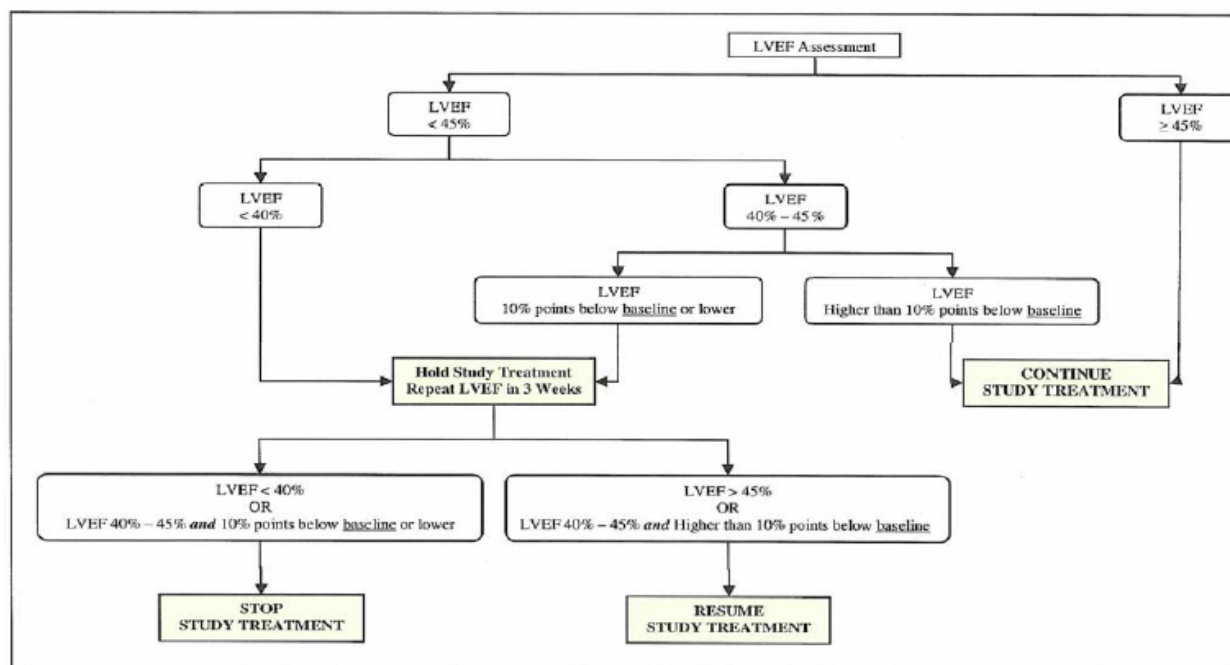 LVEF Assessment
LVEF
< 45%
LVEF
≥ 45%
LVEF
< 40%
LVEF
40% – 45%
LVEF
10% points below baseline or lower
LVEF
Higher than 10% points below baseline
Hold Study Treatment
Repeat LVEF in 3 Weeks
CONTINUE
STUDY TREATMENT
LVEF < 40%
OR
LVEF 40% – 45% and 10% points below baseline or lower
LVEF > 45%
OR
LVEF 40% – 45% and Higher than 10% points below baseline
STOP
STUDY TREATMENT
RESUME
STUDY TREATMENT